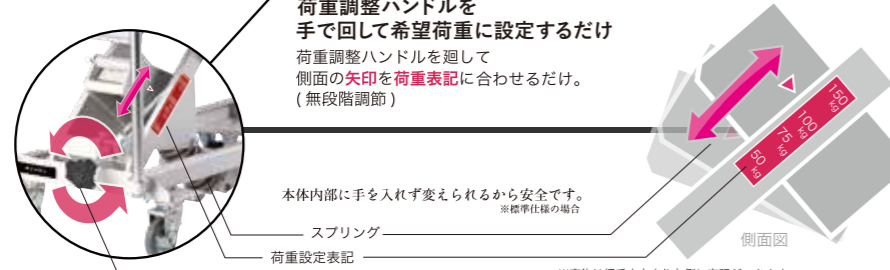 荷重調整ハンドルを
手で回して希望荷重に設定するだけ
荷重調整ハンドルを廻して
側面の矢印を荷重表記に合わせるだけ。
( 無段階調節 )
150 kg
100 kg
75 kg
50 kg
本体内部に手を入れず変えられるから安全です。
※標準仕様の場合
スプリング
荷重設定表記
側面図